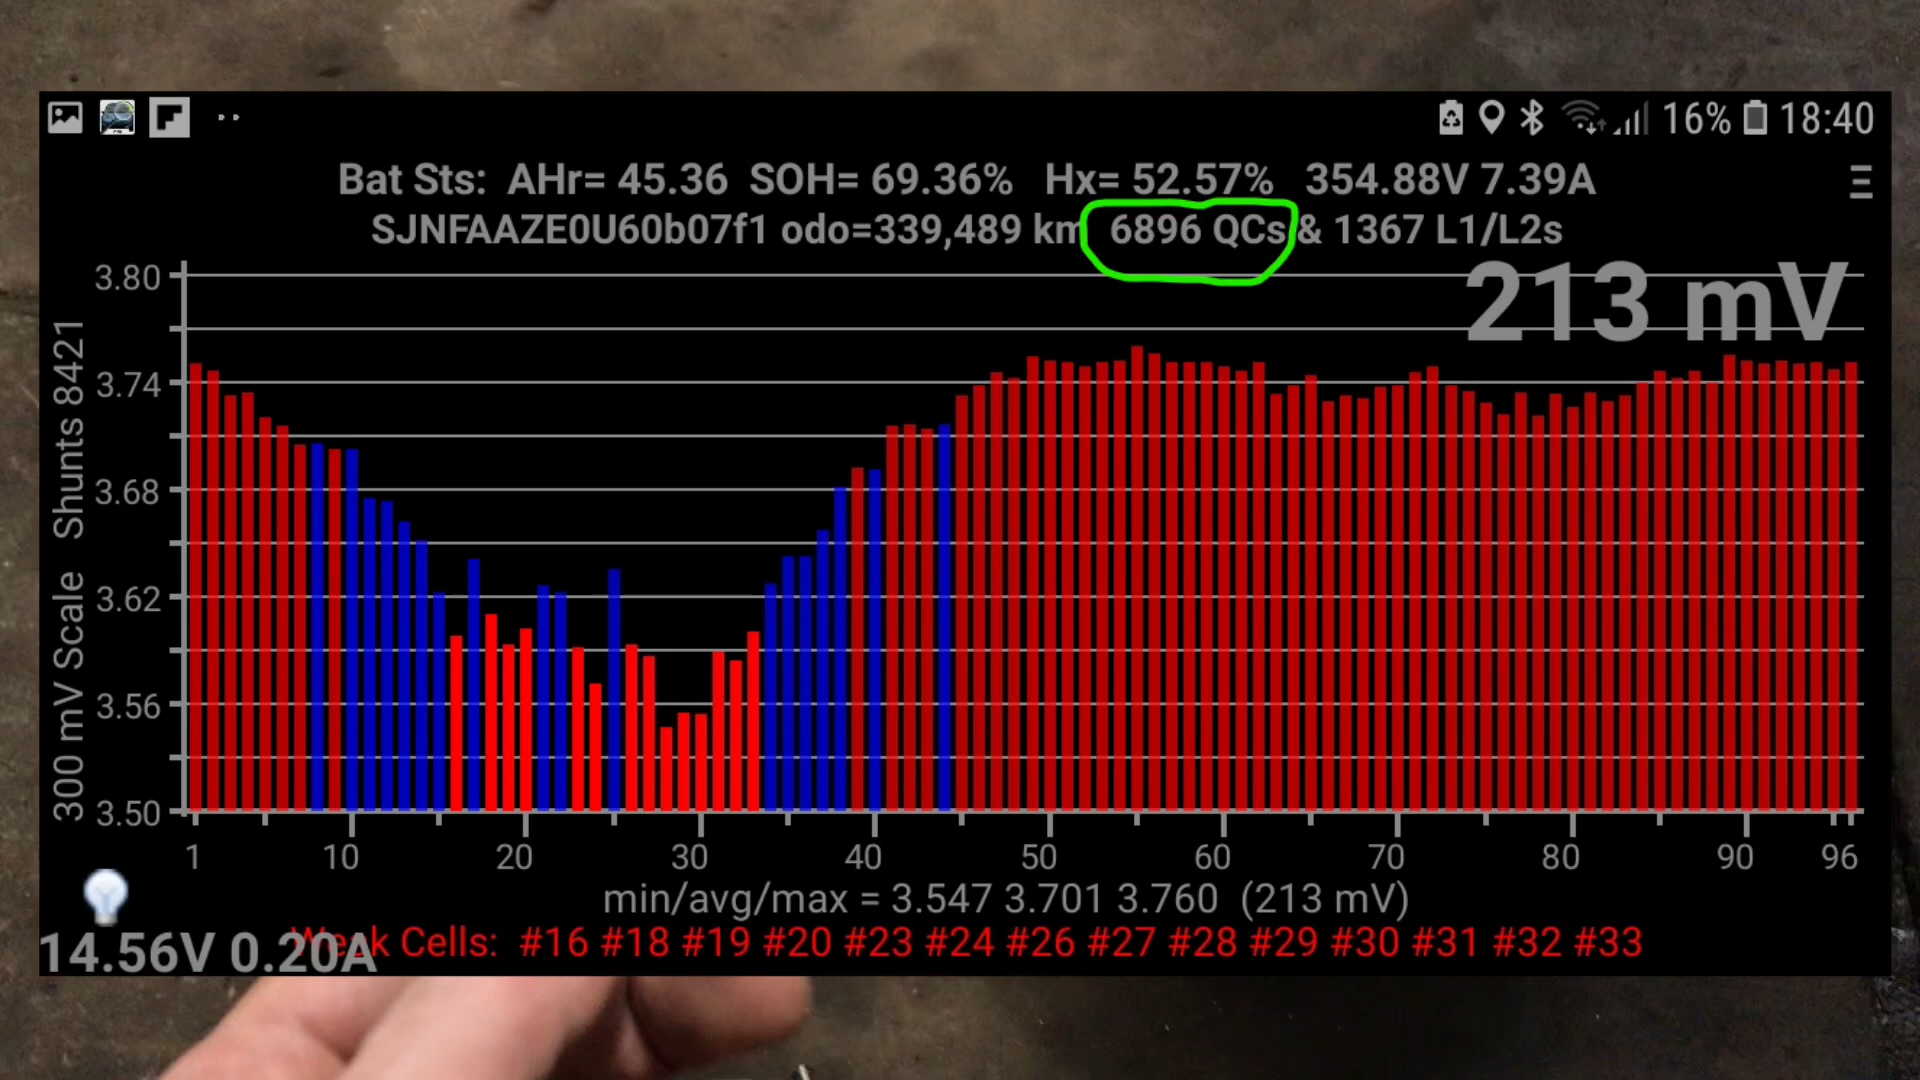 16% 18:40
Bat Sts: AHr= 45.36 SOH= 69.36% Hx= 52.57% 354.88V 7.39A
SJNFAAZE0U60b07f1 odo=339,489 km 6896 QCs & 1367 L1/L2s
213 mV
300 mV Scale Shunts 8421
3.80
3.74
3.68
3.62
3.56
3.50
1 10 20 30 40 50 60 70 80 90 96
min/avg/max = 3.547 3.701 3.760 (213 mV)
Weak Cells: #16 #18 #19 #20 #23 #24 #26 #27 #28 #29 #30 #31 #32 #33
14.56V 0.20A